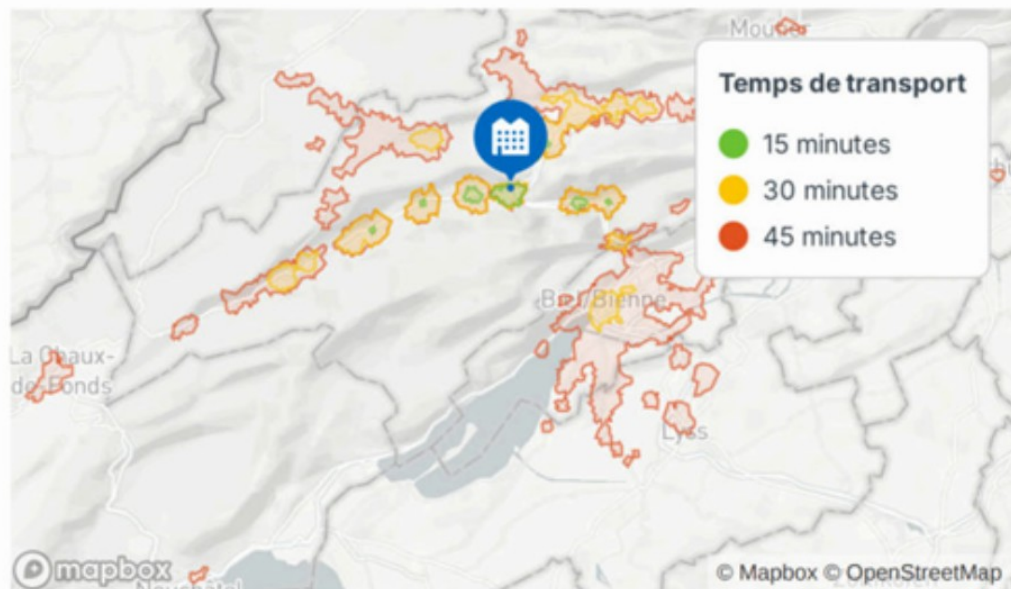 Temps de transport
15 minutes
30 minutes
45 minutes
Biel/Bienne
La Chaux-
de-Fonds
Lyss
mapbox
© Mapbox © OpenStreetMap